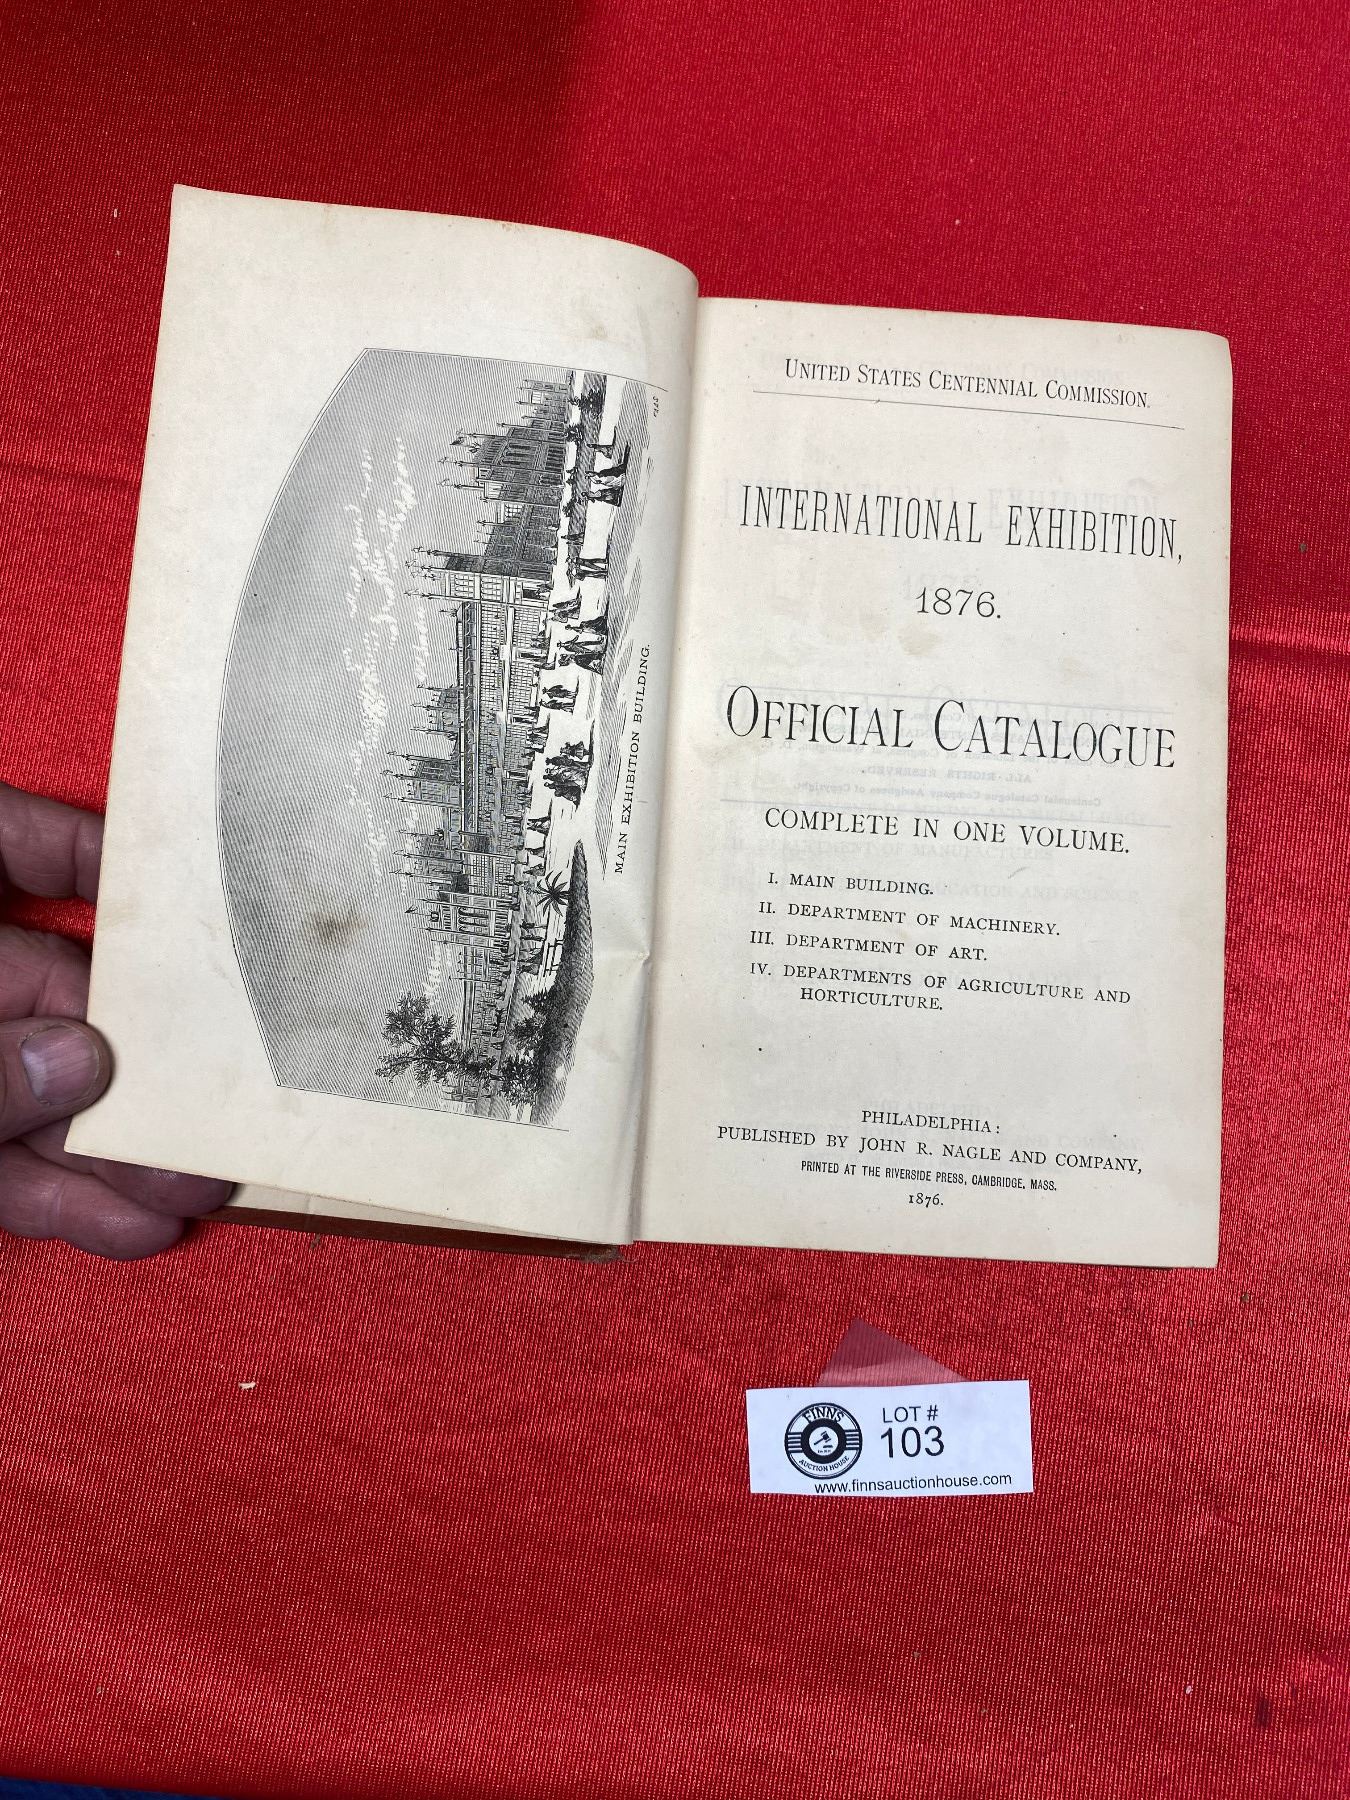 MAIN EXHIBITION BUILDING.
UNITED STATES CENTENNIAL COMMISSION.
INTERNATIONAL EXHIBITION,
1876.
OFFICIAL CATALOGUE
COMPLETE IN ONE VOLUME.
I. MAIN BUILDING.
II. DEPARTMENT OF MACHINERY.
III. DEPARTMENT OF ART.
IV. DEPARTMENTS OF AGRICULTURE AND
HORTICULTURE.
PHILADELPHIA:
PUBLISHED BY JOHN R. NAGLE AND COMPANY,
PRINTED AT THE RIVERSIDE PRESS, CAMBRIDGE, MASS.
1876.
FINNS
AUCTION HOUSE
LOT #
103
www.finnsauctionhouse.com